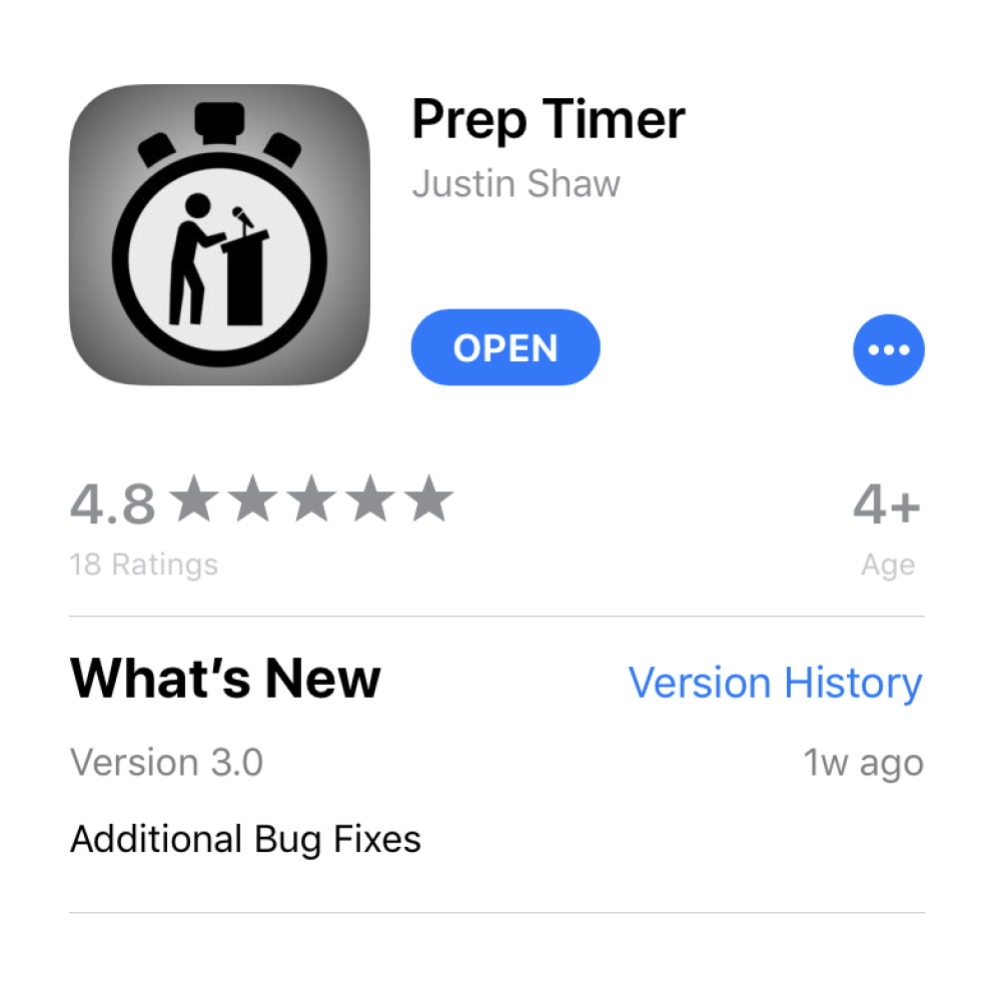 Prep Timer
Justin Shaw
OPEN
4.8
4+
18 Ratings
Age
What’s New
Version History
Version 3.0
1w ago
Additional Bug Fixes